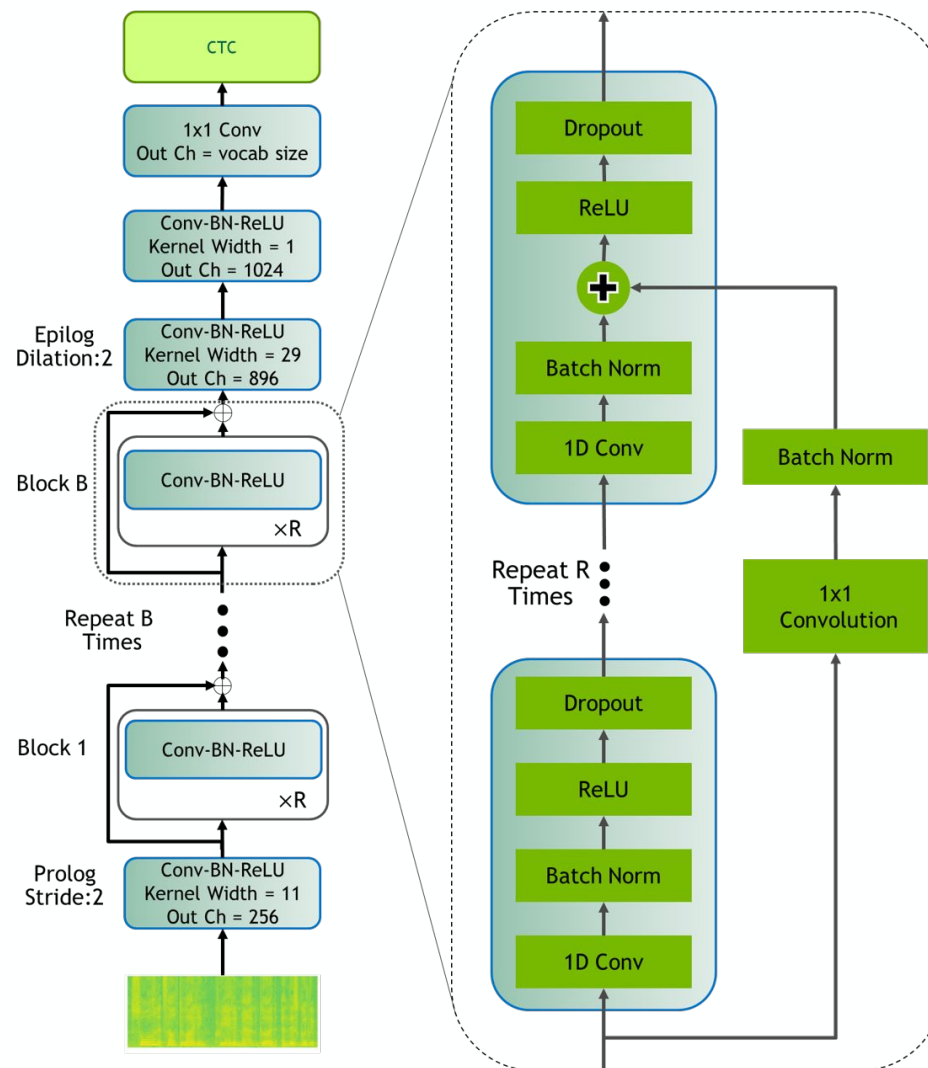 CTC
1x1 Conv
Out Ch = vocab size
Conv-BN-ReLU
Kernel Width = 1
Out Ch = 1024
Epilog
Dilation:2
Conv-BN-ReLU
Kernel Width = 29
Out Ch = 896
Block B
Conv-BN-ReLU
×R
Repeat B
Times
Block 1
Conv-BN-ReLU
×R
Prolog
Stride:2
Conv-BN-ReLU
Kernel Width = 11
Out Ch = 256
Dropout
ReLU
Batch Norm
1D Conv
Repeat R
Times
Dropout
ReLU
Batch Norm
1D Conv
Batch Norm
1x1
Convolution